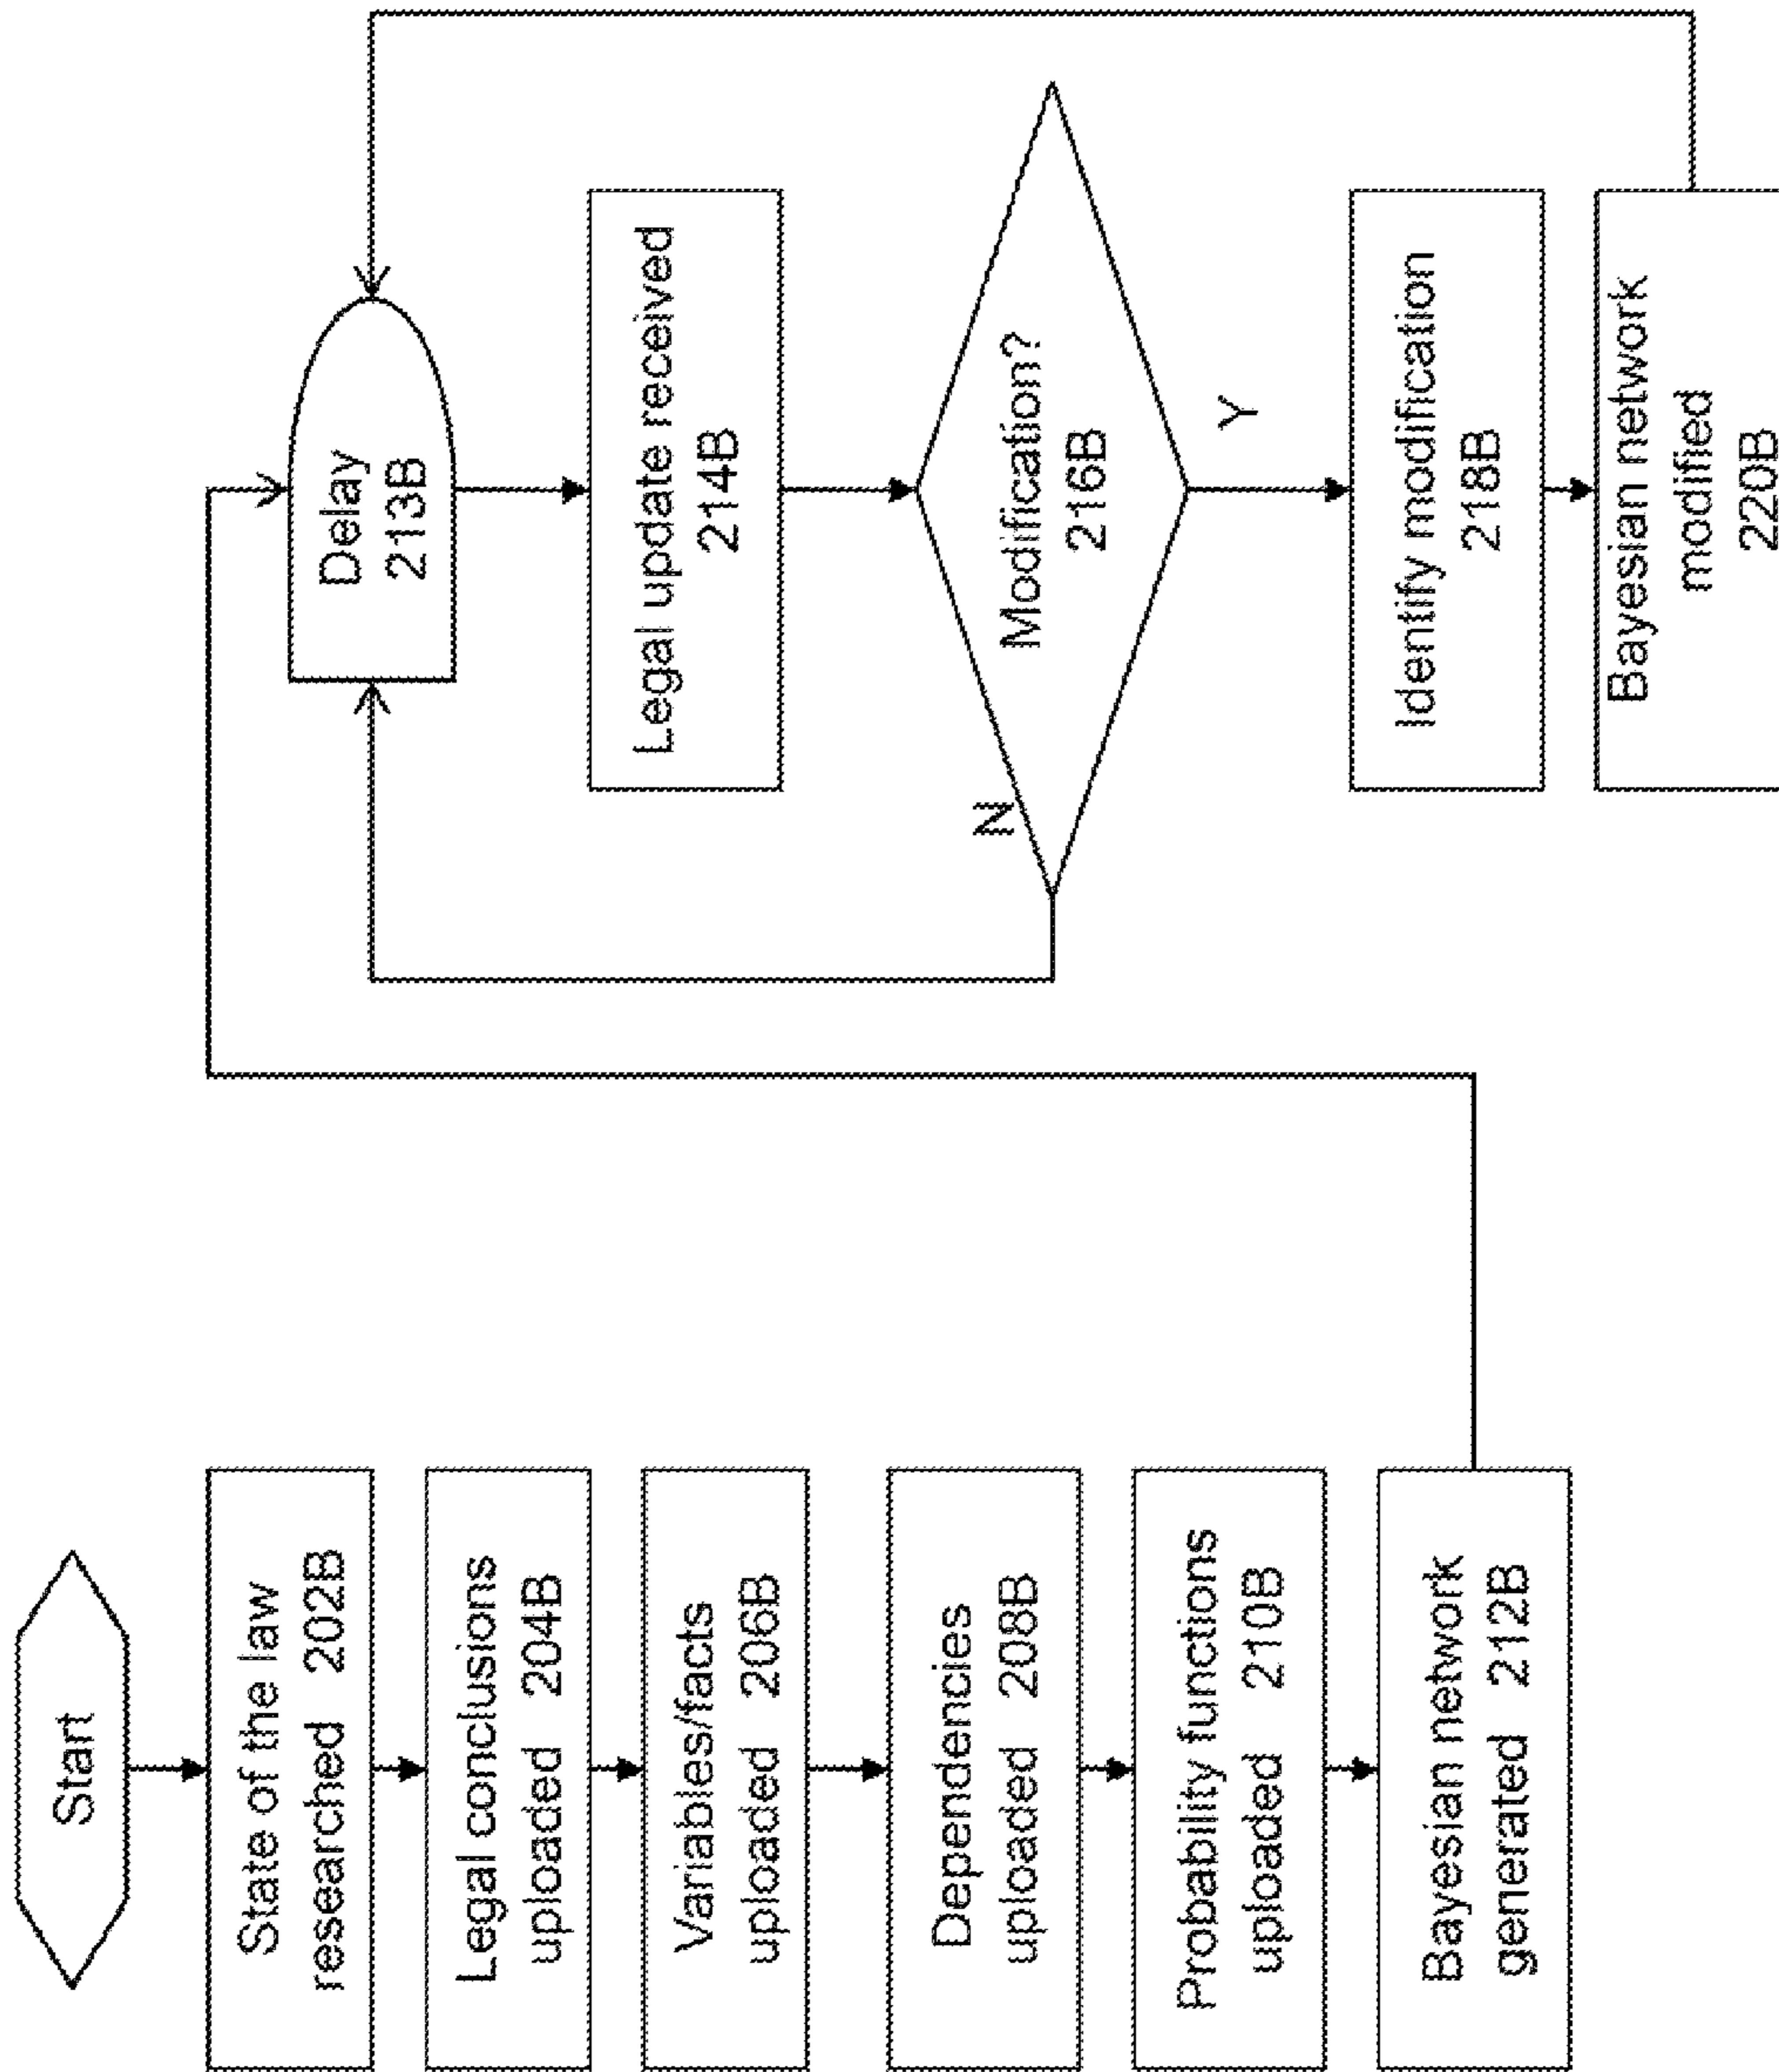 Start
State of the law
researched 202B
Legal conclusions
uploaded 204B
Variables/facts
uploaded 206B
Dependencies
uploaded 208B
Probability functions
uploaded 210B
Bayesian network
generated 212B
Delay
213B
Legal update received
214B
Modification?
216B
N
Y
Identify modification
218B
Bayesian network
modified
220B